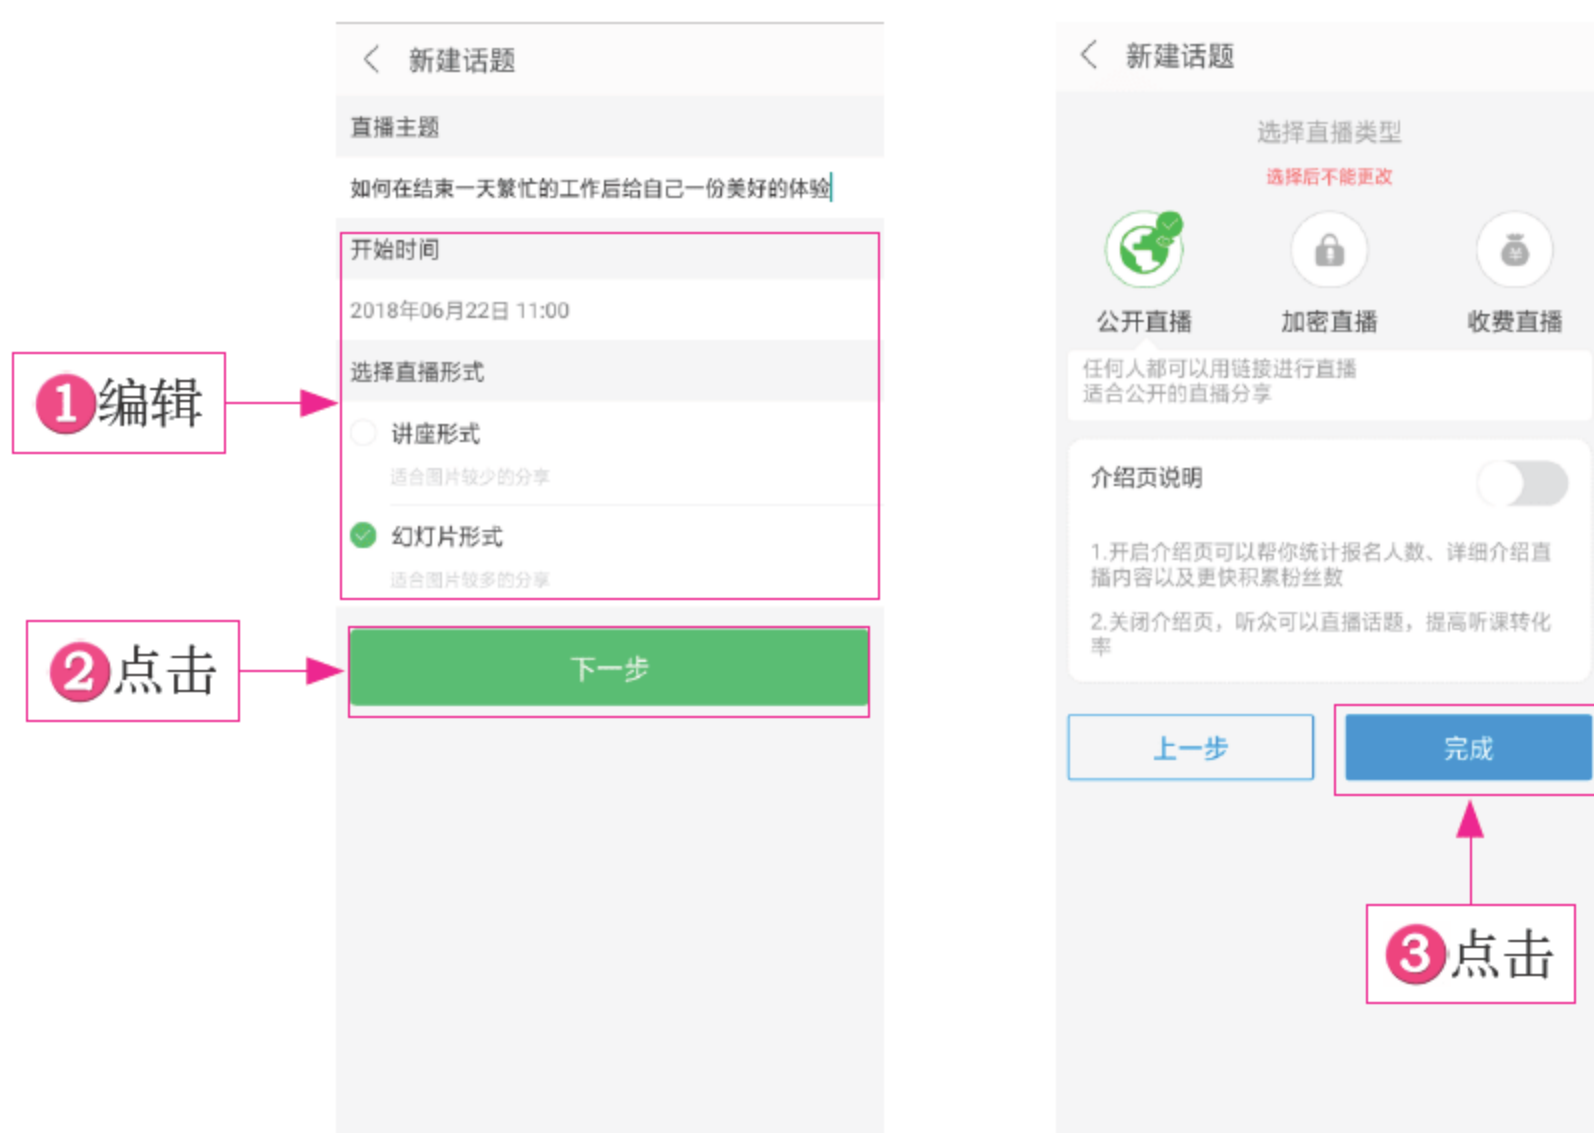 新建话题
直播主题
如何在结束一天繁忙的工作后给自己一份美好的体验
开始时间
2018年06月22日 11:00
选择直播形式
讲座形式
适合图片较少的分享
幻灯片形式
适合图片较多的分享
下一步
1编辑
2点击
新建话题
选择直播类型
选择后不能更改
公开直播
加密直播
收费直播
任何人都可以用链接进行直播
适合公开的直播分享
介绍页说明
1.开启介绍页可以帮你统计报名人数、详细介绍直
播内容以及更快积累粉丝数
2.关闭介绍页，听众可以直播话题，提高听课转化
率
上一步
完成
3点击